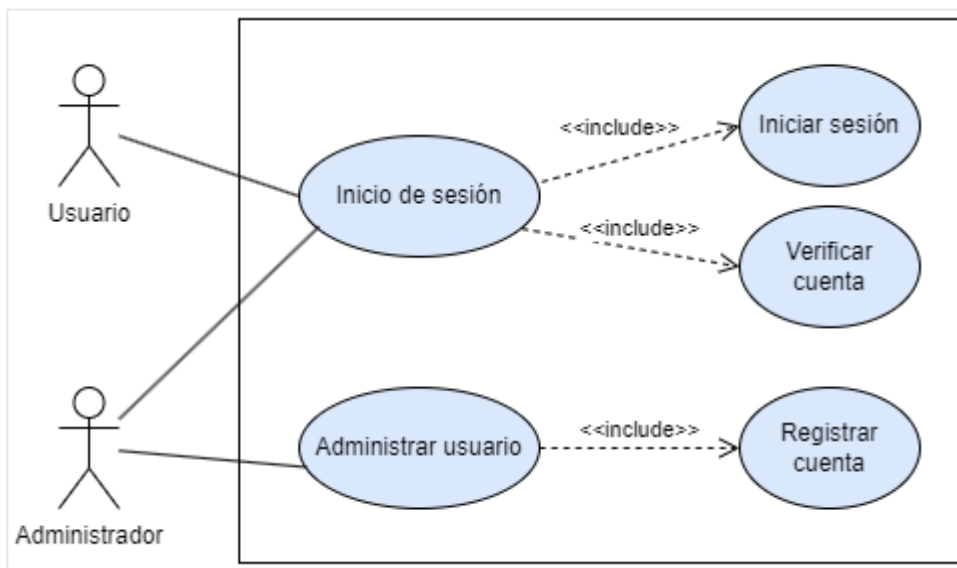 Usuario
Inicio de sesión
<<include>>
Iniciar sesión
<<include>>
Verificar
cuenta
Administrador
Administrar usuario
<<include>>
Registrar
cuenta